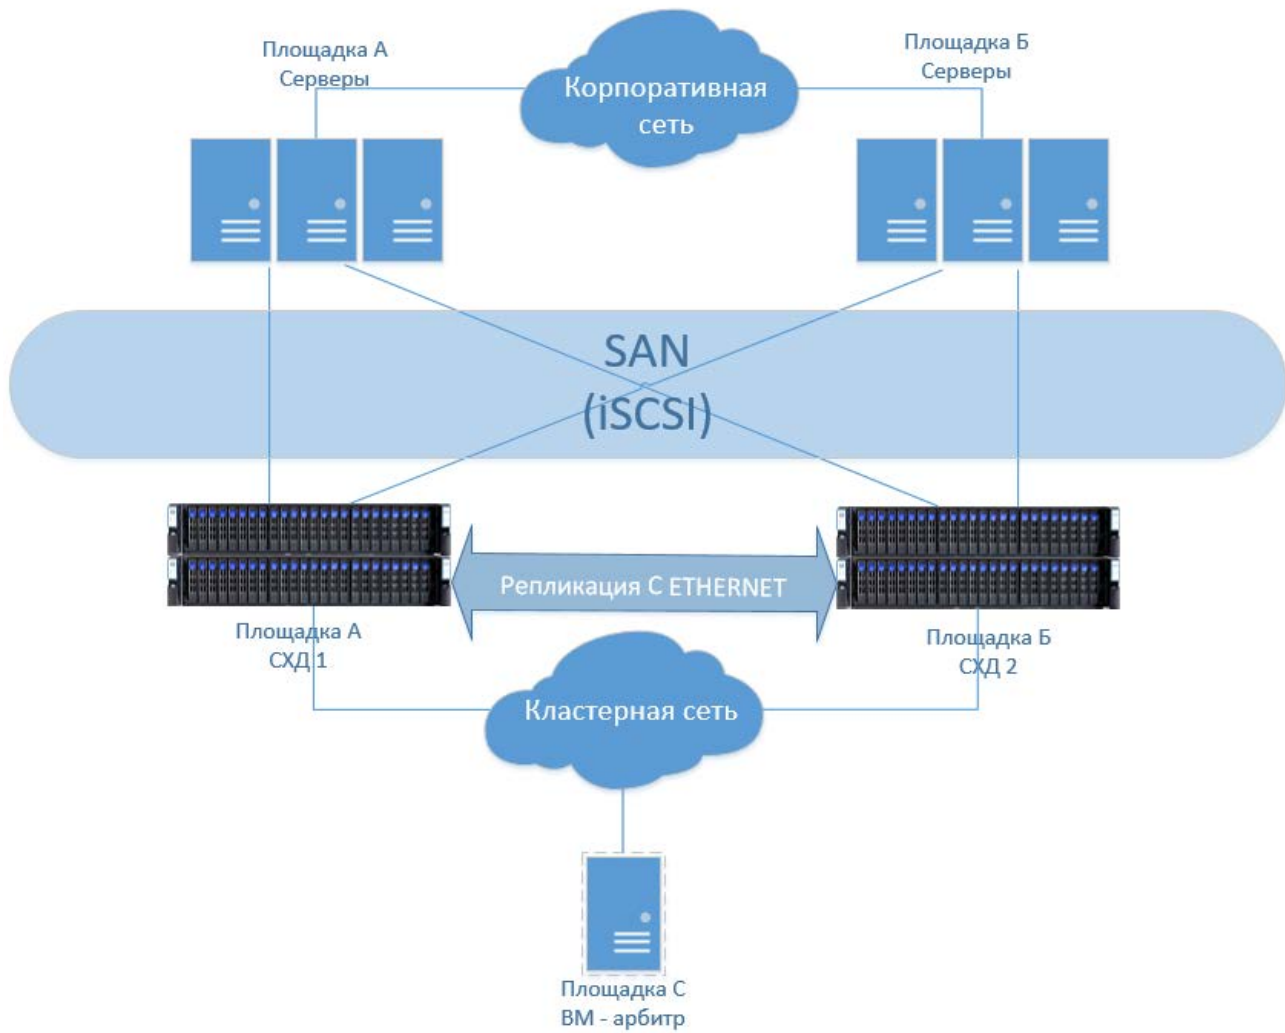 Площадка А
Серверы
Корпоративная
сеть
Площадка Б
Серверы
SAN
(iSCSI)
Репликация С ETHERNET
Площадка А
СХД 1
Площадка Б
СХД 2
Кластерная сеть
Площадка С
ВМ - арбитр